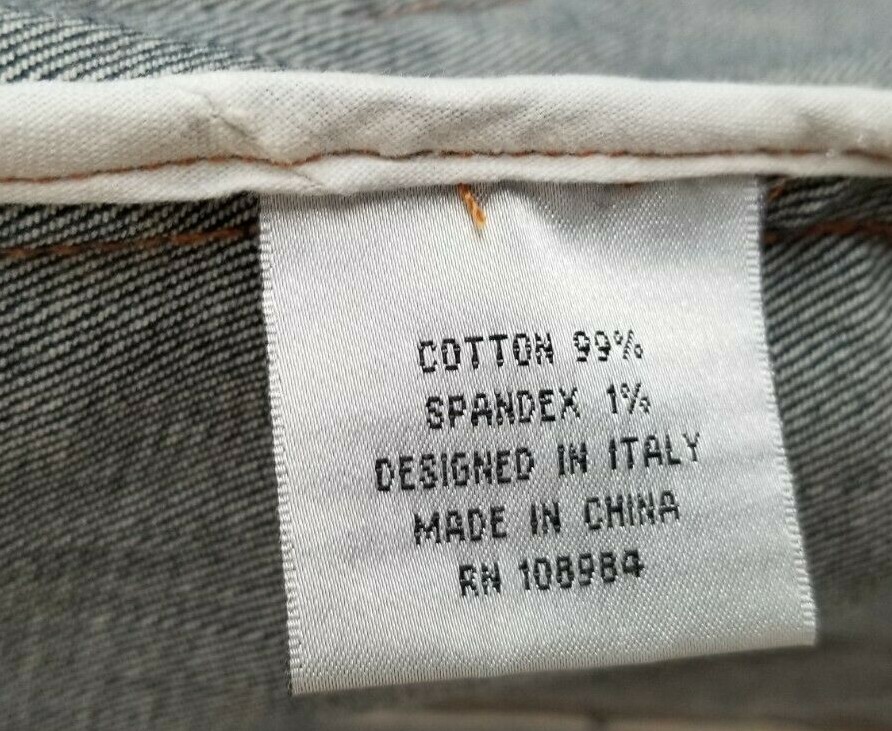 COTTON 99%
SPANDEX 1%
DESIGNED IN ITALY
MADE IN CHINA
RN 108984